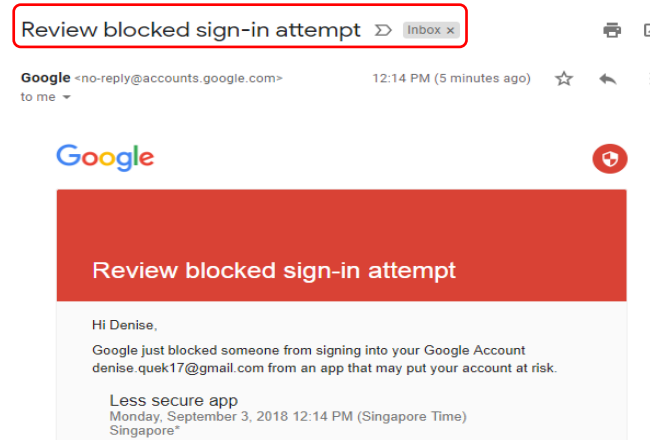 Review blocked sign-in attempt Inbox x
Google <no-reply@accounts.google.com> 12:14 PM (5 minutes ago)
to me
Google
Review blocked sign-in attempt
Hi Denise,
Google just blocked someone from signing into your Google Account
denise.quek17@gmail.com from an app that may put your account at risk.
Less secure app
Monday, September 3, 2018 12:14 PM (Singapore Time)
Singapore*